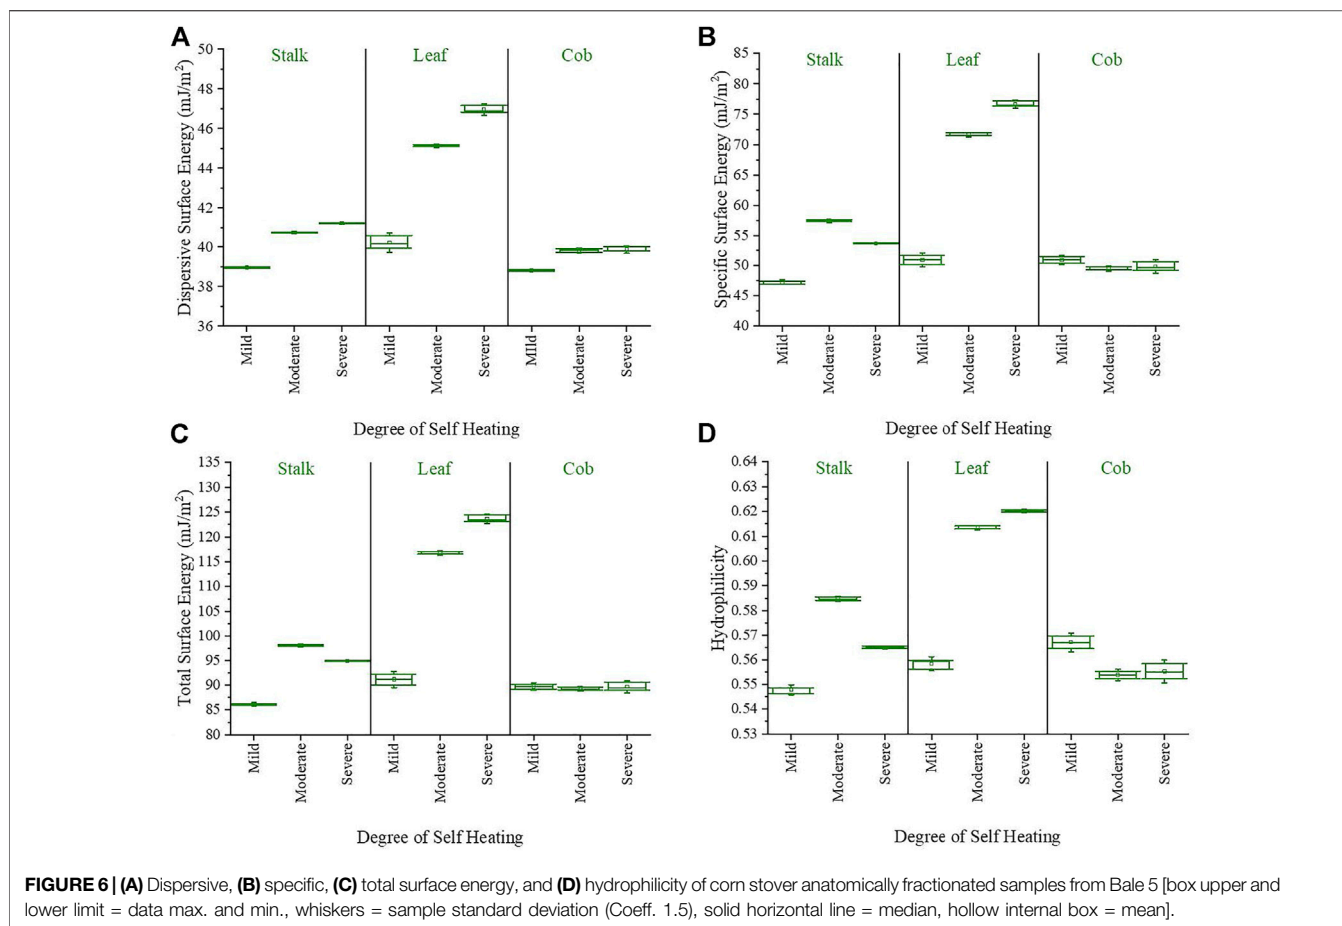 A
Stalk
Leaf
Cob
Dispersive Surface Energy (mJ/m²)
50
48
46
44
42
40
38
36
Mild
Moderate
Severe
Mild
Moderate
Severe
MIld
Moderate
Severe
Degree of Self Heating
B
Stalk
Leaf
Cob
Specific Surface Energy (mJ/m²)
85
80
75
70
65
60
55
50
45
40
Mild
Moderate
Severe
Mild
Moderate
Severe
Mild
Moderate
Severe
Degree of Self Heating
C
Stalk
Leaf
Cob
Total Surface Energy (mJ/m²)
135
130
125
120
115
110
105
100
95
90
85
80
Mild
Moderate
Severe
Mild
Moderate
Severe
Mild
Moderate
Severe
Degree of Self Heating
D
Stalk
Leaf
Cob
Hydrophilicity
0.64
0.63
0.62
0.61
0.60
0.59
0.58
0.57
0.56
0.55
0.54
0.53
Mild
Moderate
Severe
Mild
Moderate
Severe
Mild
Moderate
Severe
Degree of Self Heating
FIGURE 6 | (A) Dispersive, (B) specific, (C) total surface energy, and (D) hydrophilicity of corn stover anatomically fractionated samples from Bale 5 [box upper and
lower limit = data max. and min., whiskers = sample standard deviation (Coeff. 1.5), solid horizontal line = median, hollow internal box = mean].